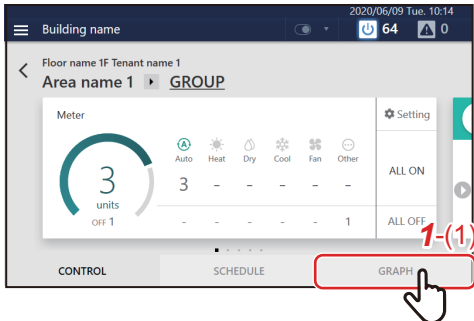 2020/06/09 Tue. 10:14
Building name 64 0
Floor name 1F Tenant name 1
Area name 1 GROUP
Meter Setting
A
Auto Heat Dry Cool Fan Other
3 - - - - -
ALL ON
3
units
OFF 1
- - - - - 1
ALL OFF
1-(1)
CONTROL SCHEDULE GRAPH